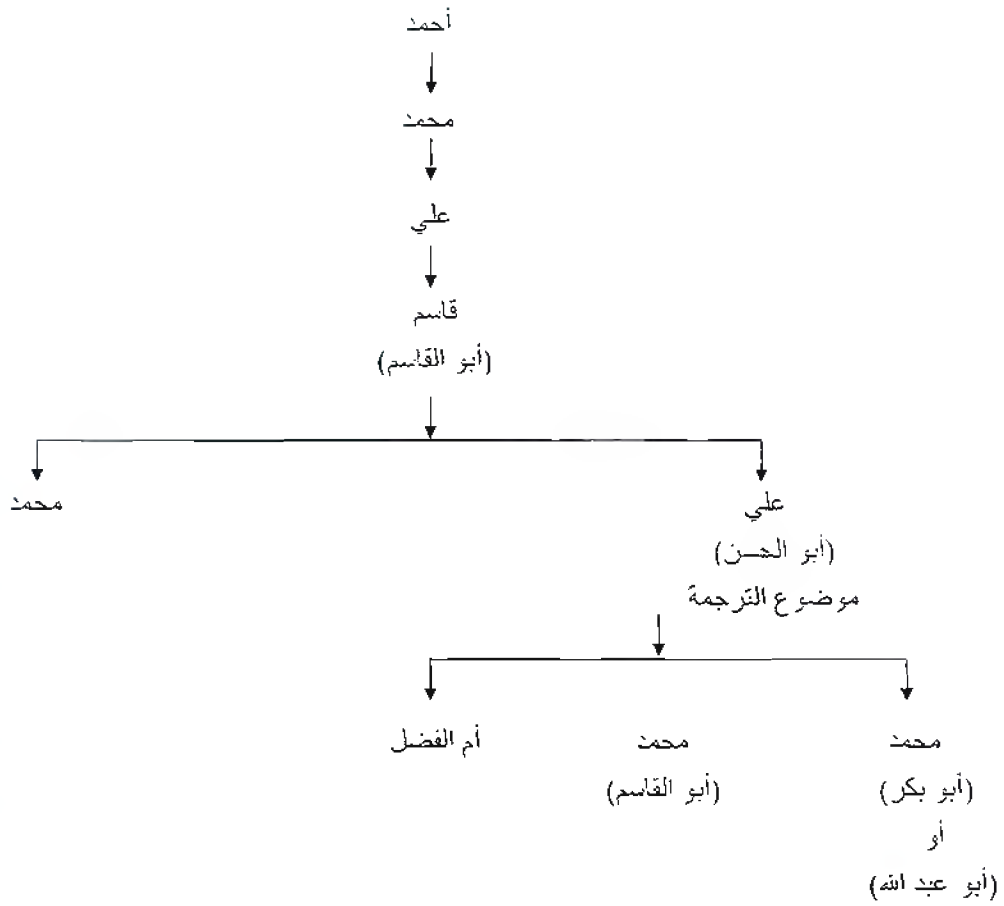 أحمد
محمد
علي
قاسم
(أبو القاسم)
علي
(أبو الحسن)
موضوع الترجمة
محمد
محمد
(أبو بكر)
أو
(أبو عبد الله)
محمد
(أبو القاسم)
أم الفضل